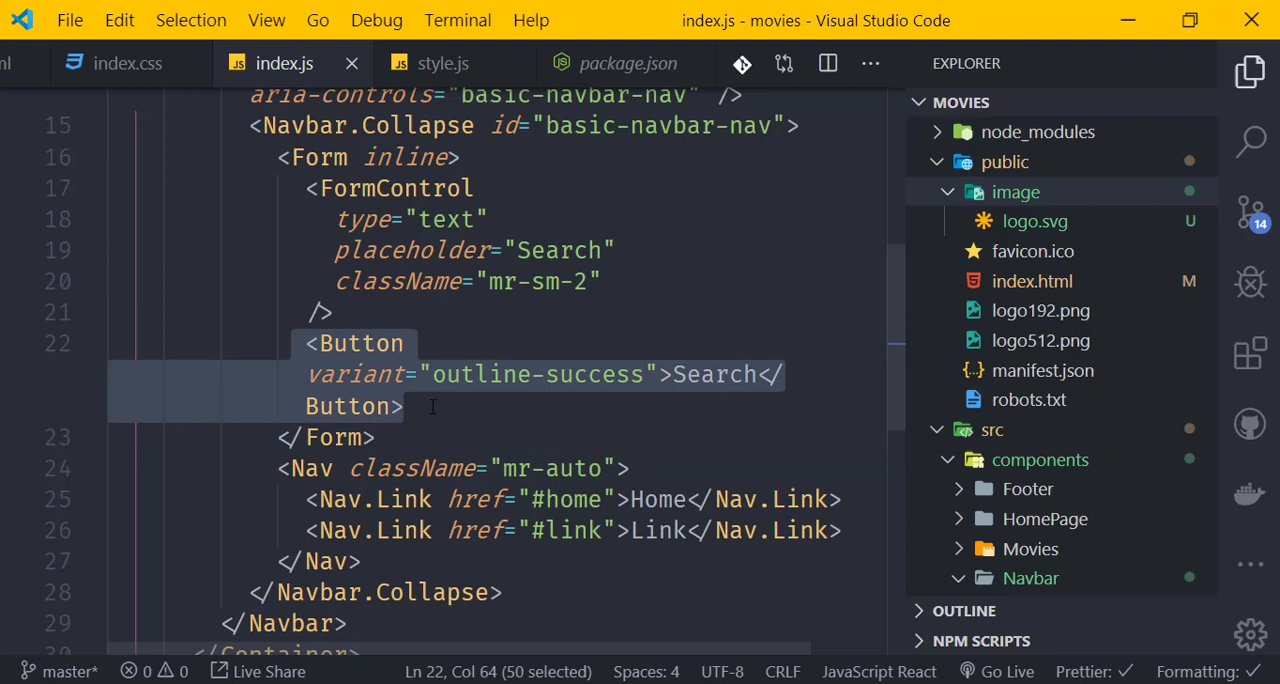 File Edit Selection View Go Debug Terminal Help index.js - movies - Visual Studio Code
ml index.css JS index.js JS style.js package.json EXPLORER
MOVIES
aria-controls="basic-navbar-nav" />
15 <Navbar.Collapse id="basic-navbar-nav">
16 <Form inline>
17 <FormControl
18 type="text"
19 placeholder="Search"
20 className="mr-sm-2"
21 />
22 <Button
variant="outline-success">Search</
Button>
23 </Form>
24 <Nav className="mr-auto">
25 <Nav.Link href="#home">Home</Nav.Link>
26 <Nav.Link href="#link">Link</Nav.Link>
27 </Nav>
28 </Navbar.Collapse>
29 </Navbar>
30 </Container>
node_modules
public
image
logo.svg U
favicon.ico
index.html M
logo192.png
logo512.png
manifest.json
robots.txt
src
components
Footer
HomePage
Movies
Navbar
OUTLINE
NPM SCRIPTS
14
master* 0 0 Live Share Ln 22, Col 64 (50 selected) Spaces: 4 UTF-8 CRLF JavaScript React Go Live Prettier: ✓ Formatting: ✓